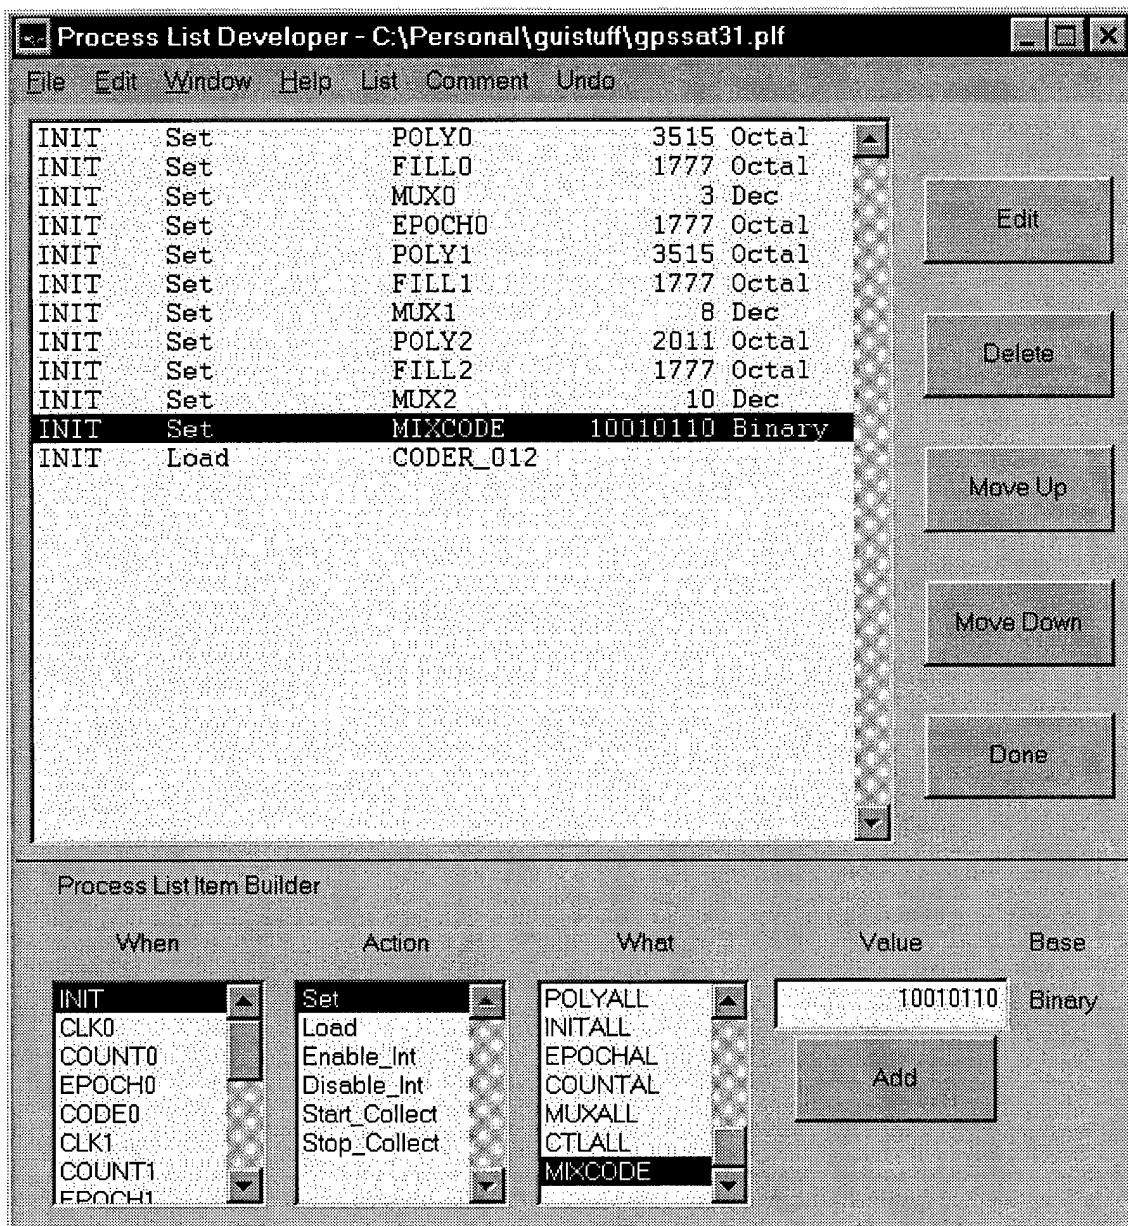 Process List Developer - C:\Personal\guistuff\gpssat31.plf
File Edit Window Help List Comment Undo
INIT Set POLY0 3515 Octal
INIT Set FILL0 1777 Octal
INIT Set MUX0 3 Dec
INIT Set EPOCH0 1777 Octal
INIT Set POLY1 3515 Octal
INIT Set FILL1 1777 Octal
INIT Set MUX1 8 Dec
INIT Set POLY2 2011 Octal
INIT Set FILL2 1777 Octal
INIT Set MUX2 10 Dec
INIT Set MIXCODE 10010110 Binary
INIT Load CODER_012
Edit
Delete
Move Up
Move Down
Done
Process List Item Builder
When Action What Value Base
INIT
CLK0
COUNT0
EPOCH0
CODE0
CLK1
COUNT1
EPOCH1
Set
Load
Enable_Int
Disable_Int
Start_Collect
Stop_Collect
POLYALL
INITALL
EPOCHAL
COUNTAL
MUXALL
CTLALL
MIXCODE
10010110 Binary
Add